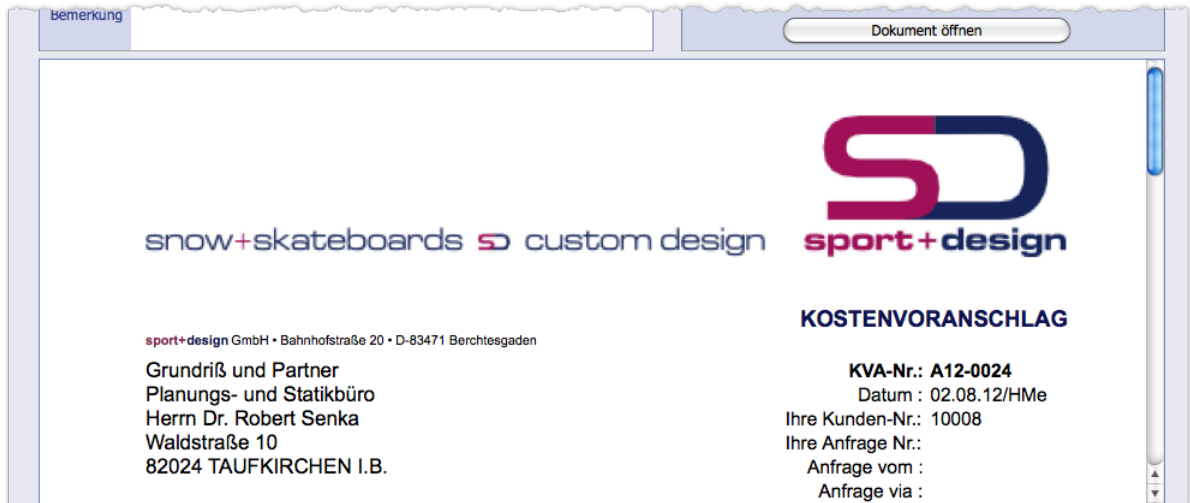 Bemerkung
Dokument öffnen
SD
snow+skateboards SD custom design
sport+design
KOSTENVORANSCHLAG
sport+design GmbH • Bahnhofstraße 20 • D-83471 Berchtesgaden
Grundriß und Partner
Planungs- und Statikbüro
Herrn Dr. Robert Senka
Waldstraße 10
82024 TAUFKIRCHEN I.B.
KVA-Nr.: A12-0024
Datum : 02.08.12/HMe
Ihre Kunden-Nr.: 10008
Ihre Anfrage Nr.:
Anfrage vom :
Anfrage via :